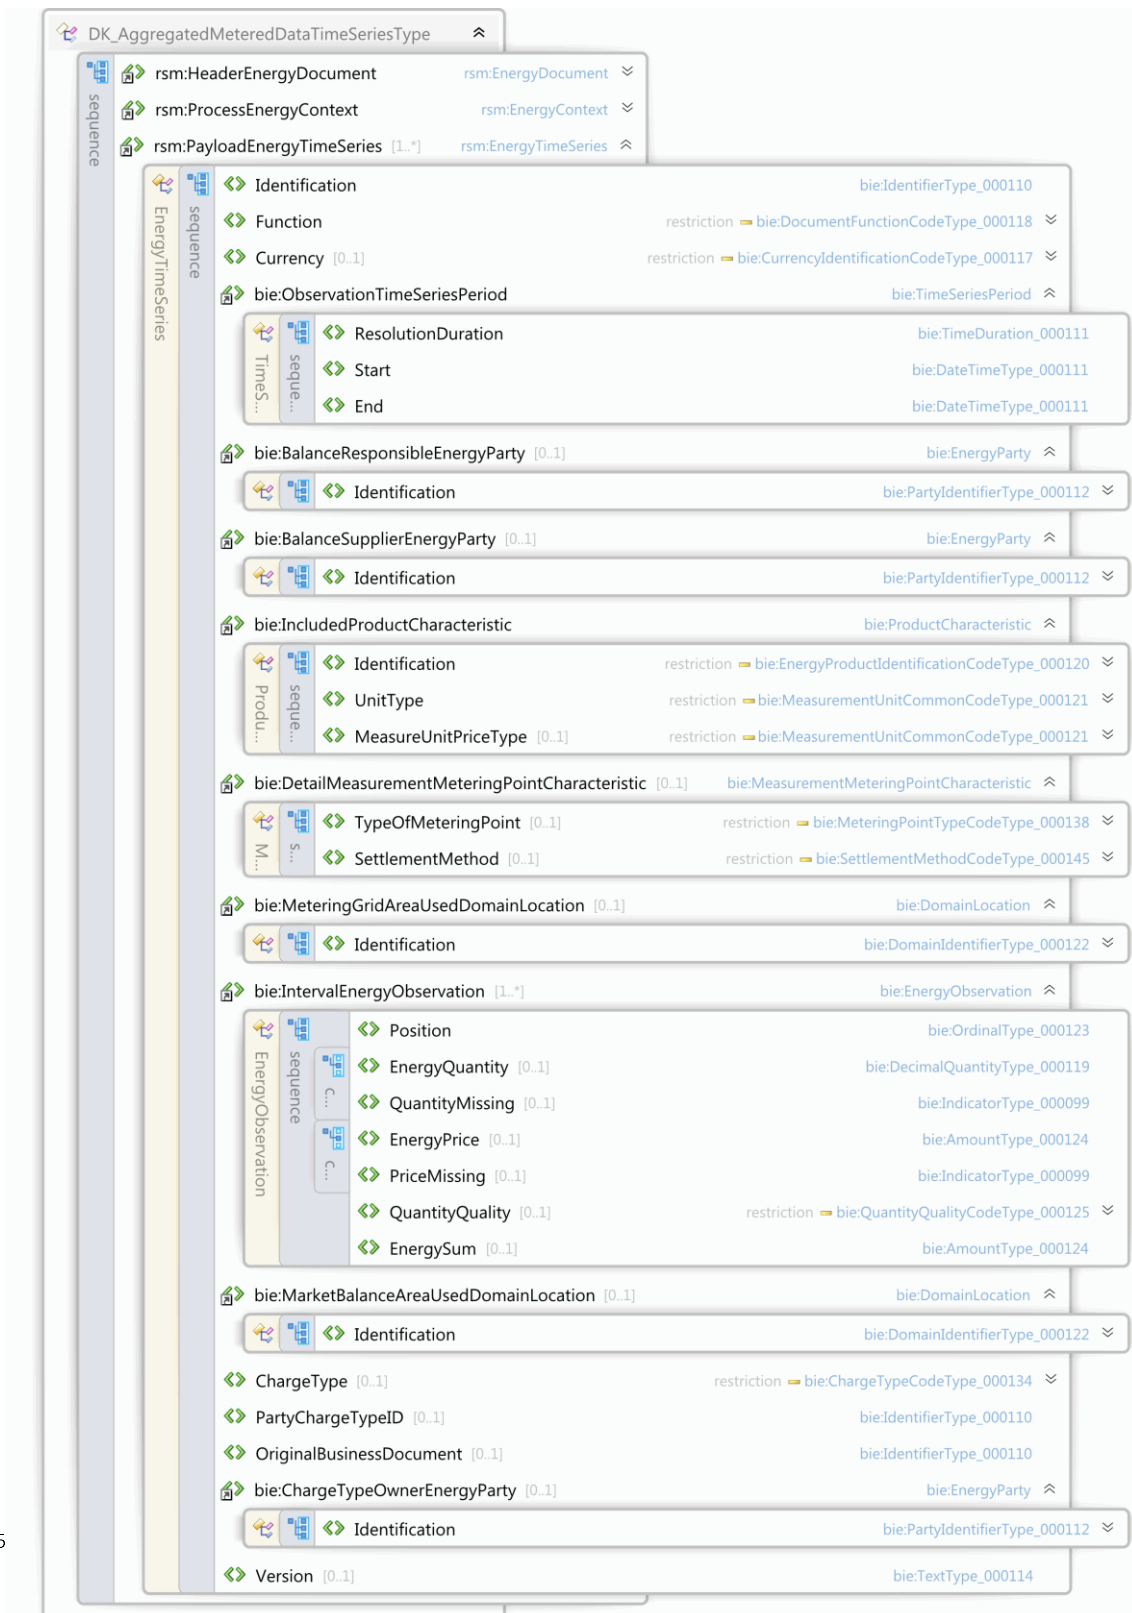 DK_AggregatedMeteredDataTimeSeriesType
sequence
rsm:HeaderEnergyDocument rsm:EnergyDocument
rsm:ProcessEnergyContext rsm:EnergyContext
rsm:PayloadEnergyTimeSeries [1..*] rsm:EnergyTimeSeries
EnergyTimeSeries
sequence
Identification bie:IdentifierType_000110
Function restriction bie:DocumentFunctionCodeType_000118
Currency [0..1] restriction bie:CurrencyIdentificationCodeType_000117
bie:ObservationTimeSeriesPeriod bie:TimeSeriesPeriod
TimeS...
seque...
ResolutionDuration bie:TimeDuration_000111
Start bie:DateTimeType_000111
End bie:DateTimeType_000111
bie:BalanceResponsibleEnergyParty [0..1] bie:EnergyParty
Identification bie:PartyIdentifierType_000112
bie:BalanceSupplierEnergyParty [0..1] bie:EnergyParty
Identification bie:PartyIdentifierType_000112
bie:IncludedProductCharacteristic bie:ProductCharacteristic
Produ...
seque...
Identification restriction bie:EnergyProductIdentificationCodeType_000120
UnitType restriction bie:MeasurementUnitCommonCodeType_000121
MeasureUnitPriceType [0..1] restriction bie:MeasurementUnitCommonCodeType_000121
bie:DetailMeasurementMeteringPointCharacteristic [0..1] bie:MeasurementMeteringPointCharacteristic
M...
s...
TypeOfMeteringPoint [0..1] restriction bie:MeteringPointTypeCodeType_000138
SettlementMethod [0..1] restriction bie:SettlementMethodCodeType_000145
bie:MeteringGridAreaUsedDomainLocation [0..1] bie:DomainLocation
Identification bie:DomainIdentifierType_000122
bie:IntervalEnergyObservation [1..*] bie:EnergyObservation
EnergyObservation
sequence
c...
c...
Position bie:OrdinalType_000123
EnergyQuantity [0..1] bie:DecimalQuantityType_000119
QuantityMissing [0..1] bie:IndicatorType_000099
EnergyPrice [0..1] bie:AmountType_000124
PriceMissing [0..1] bie:IndicatorType_000099
QuantityQuality [0..1] restriction bie:QuantityQualityCodeType_000125
EnergySum [0..1] bie:AmountType_000124
bie:MarketBalanceAreaUsedDomainLocation [0..1] bie:DomainLocation
Identification bie:DomainIdentifierType_000122
ChargeType [0..1] restriction bie:ChargeTypeCodeType_000134
PartyChargeTypeID [0..1] bie:IdentifierType_000110
OriginalBusinessDocument [0..1] bie:IdentifierType_000110
bie:ChargeTypeOwnerEnergyParty [0..1] bie:EnergyParty
Identification bie:PartyIdentifierType_000112
Version [0..1] bie:TextType_000114